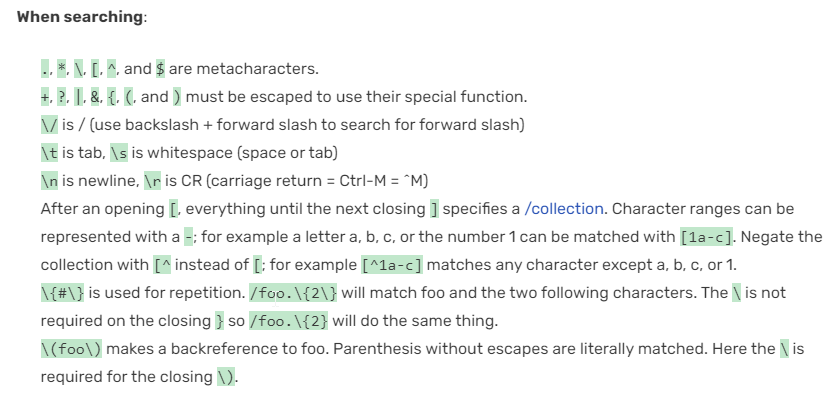 When searching:
., *, \, [, ^, and $ are metacharacters.
+, ?, |, &, {, (, and ) must be escaped to use their special function.
\/ is / (use backslash + forward slash to search for forward slash)
\t is tab, \s is whitespace (space or tab)
\n is newline, \r is CR (carriage return = Ctrl-M = ^M)
After an opening [, everything until the next closing ] specifies a /collection. Character ranges can be
represented with a -; for example a letter a, b, c, or the number 1 can be matched with [1a-c]. Negate the
collection with [^ instead of [; for example [^1a-c] matches any character except a, b, c, or 1.
\{#\} is used for repetition. /foo.\{2\} will match foo and the two following characters. The \ is not
required on the closing } so /foo.\{2} will do the same thing.
\(foo\) makes a backreference to foo. Parenthesis without escapes are literally matched. Here the \ is
required for the closing \).